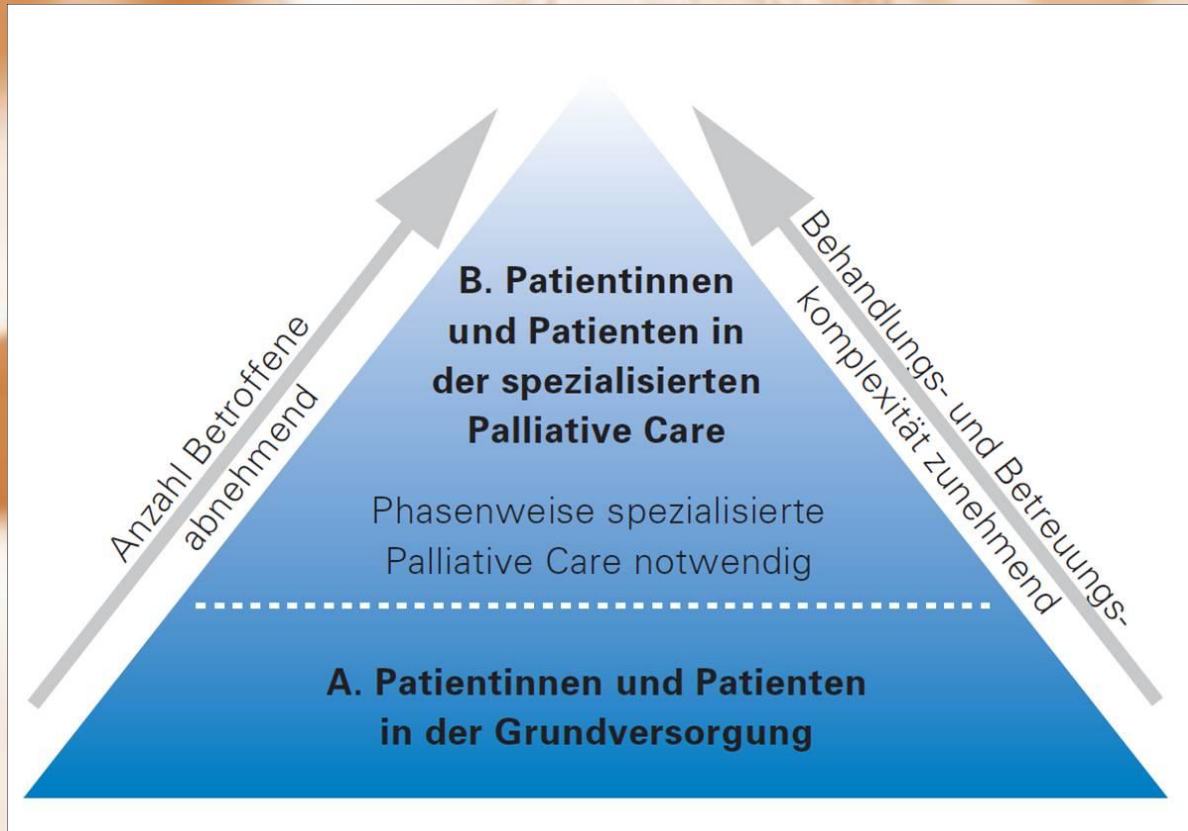 Anzahl Betroffene
abnehmend
Behandlungs- und Betreuungs-
komplexität zunehmend
B. Patientinnen
und Patienten in
der spezialisierten
Palliative Care
Phasenweise spezialisierte
Palliative Care notwendig
A. Patientinnen und Patienten
in der Grundversorgung